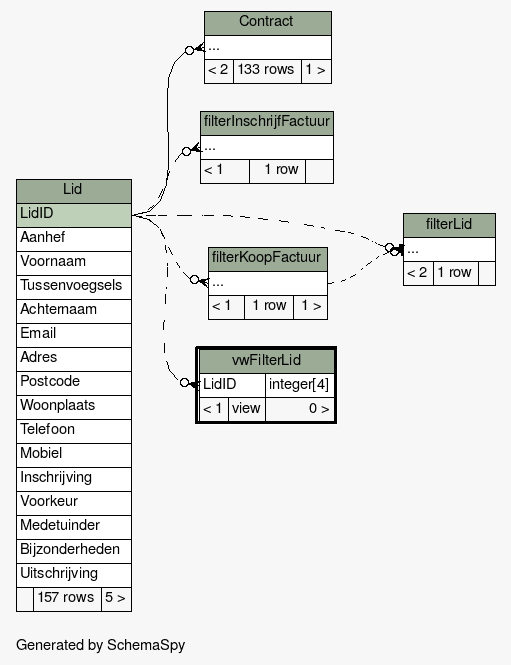 Contract
...
< 2 133 rows 1 >
filterInschrijfFactuur
...
< 1 1 row
Lid
LidID
Aanhef
Voornaam
Tussenvoegsels
Achternaam
Email
Adres
Postcode
Woonplaats
Telefoon
Mobiel
Inschrijving
Voorkeur
Medetuinder
Bijzonderheden
Uitschrijving
157 rows 5 >
filterLid
...
< 2 1 row
filterKoopFactuur
...
< 1 1 row 1 >
vwFilterLid
LidID integer[4]
< 1 view 0 >
Generated by SchemaSpy